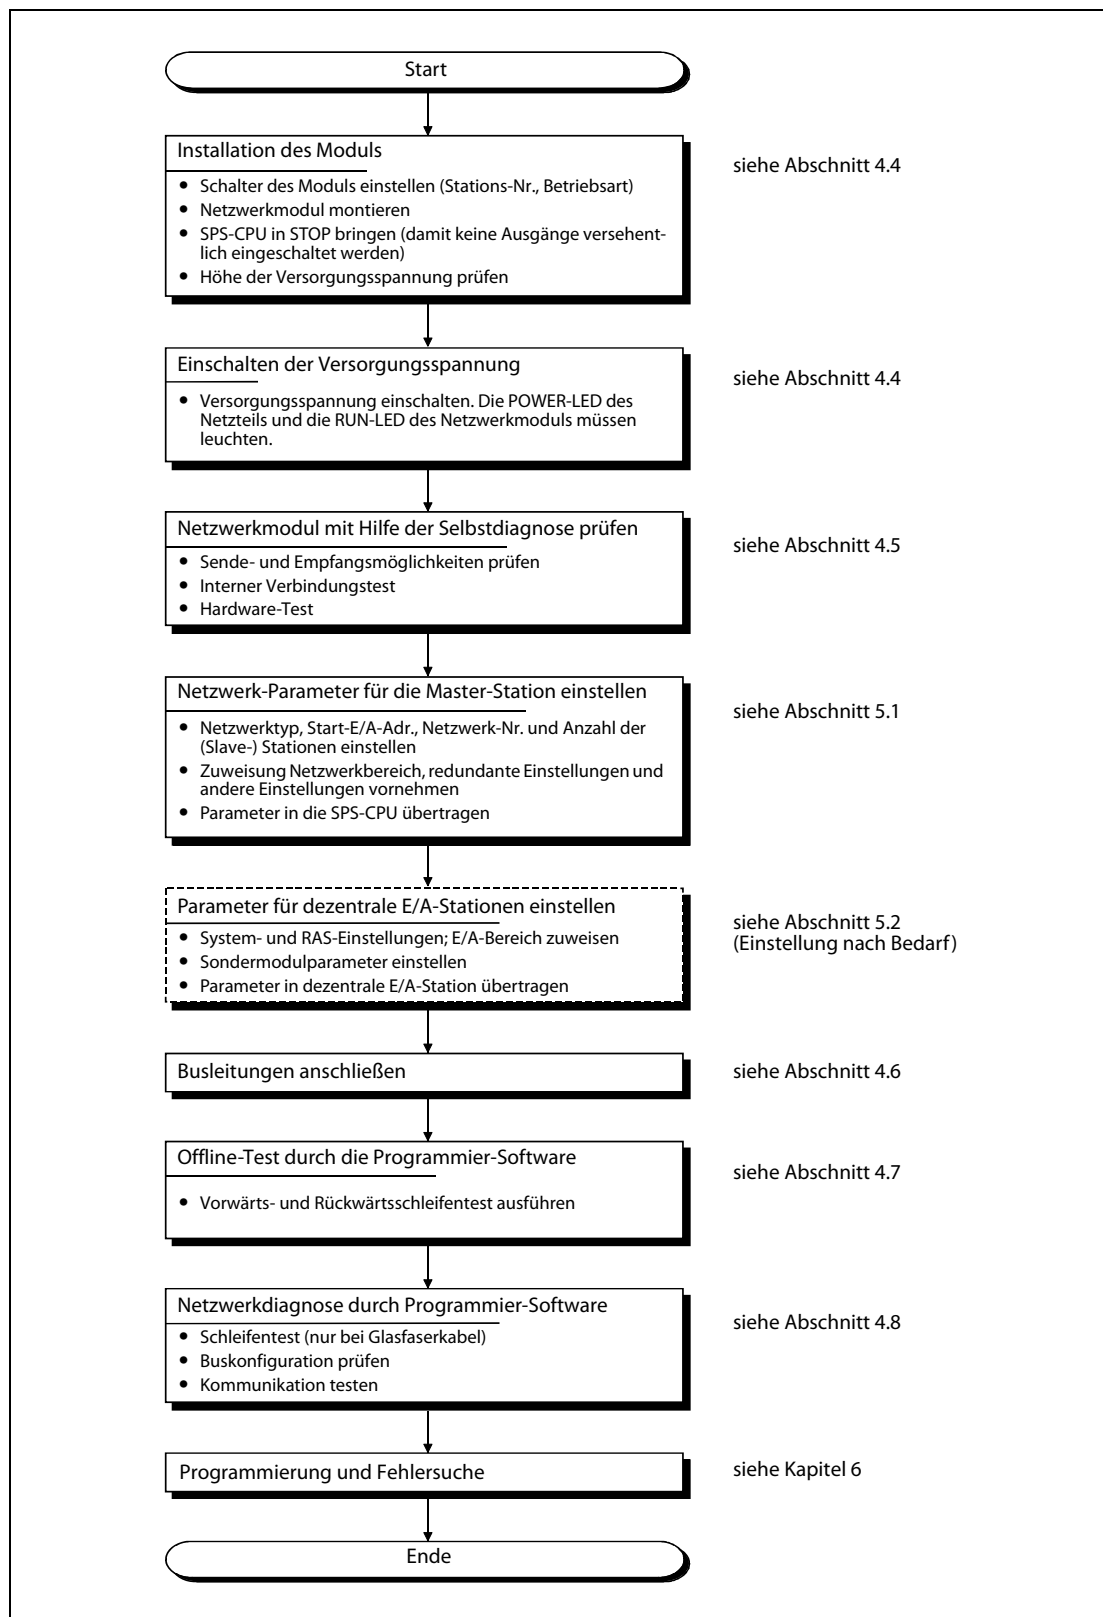 Start
Installation des Moduls
siehe Abschnitt 4.4
• Schalter des Moduls einstellen (Stations-Nr., Betriebsart)
• Netzwerkmodul montieren
• SPS-CPU in STOP bringen (damit keine Ausgänge versehent-
lich eingeschaltet werden)
• Höhe der Versorgungsspannung prüfen
Einschalten der Versorgungsspannung
siehe Abschnitt 4.4
• Versorgungsspannung einschalten. Die POWER-LED des
Netzteils und die RUN-LED des Netzwerkmoduls müssen
leuchten.
Netzwerkmodul mit Hilfe der Selbstdiagnose prüfen
siehe Abschnitt 4.5
• Sende- und Empfangsmöglichkeiten prüfen
• Interner Verbindungstest
• Hardware-Test
Netzwerk-Parameter für die Master-Station einstellen
siehe Abschnitt 5.1
• Netzwerktyp, Start-E/A-Adr., Netzwerk-Nr. und Anzahl der
(Slave-) Stationen einstellen
• Zuweisung Netzwerkbereich, redundante Einstellungen und
andere Einstellungen vornehmen
• Parameter in die SPS-CPU übertragen
Parameter für dezentrale E/A-Stationen einstellen
siehe Abschnitt 5.2
(Einstellung nach Bedarf)
• System- und RAS-Einstellungen; E/A-Bereich zuweisen
• Sondermodulparameter einstellen
• Parameter in dezentrale E/A-Station übertragen
Busleitungen anschließen
siehe Abschnitt 4.6
Offline-Test durch die Programmier-Software
siehe Abschnitt 4.7
• Vorwärts- und Rückwärtsschleifentest ausführen
Netzwerkdiagnose durch Programmier-Software
siehe Abschnitt 4.8
• Schleifentest (nur bei Glasfaserkabel)
• Buskonfiguration prüfen
• Kommunikation testen
Programmierung und Fehlersuche
siehe Kapitel 6
Ende